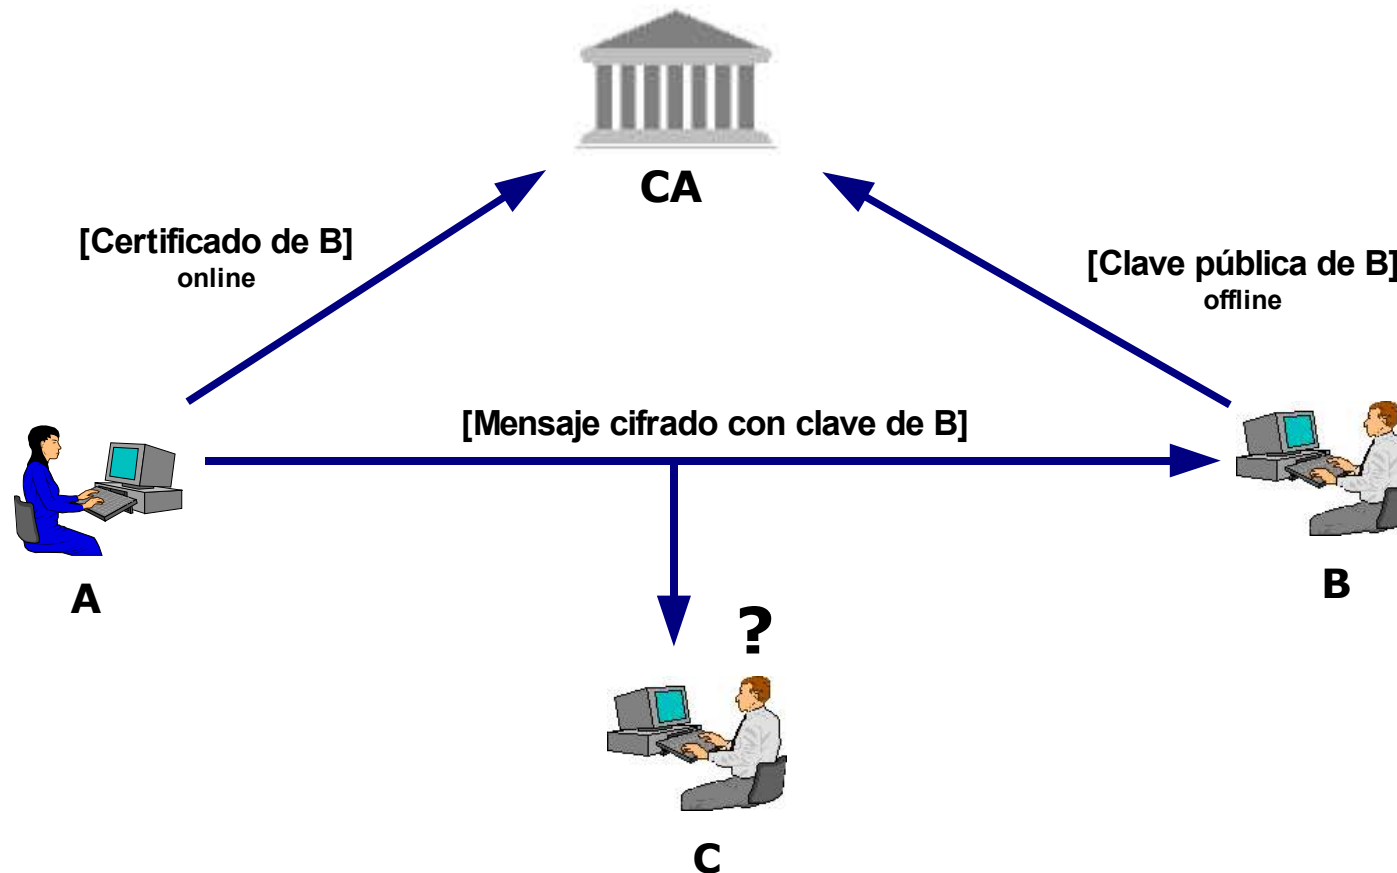 CA
[Certificado de B]
online
[Clave pública de B]
offline
[Mensaje cifrado con clave de B]
A
B
?
C